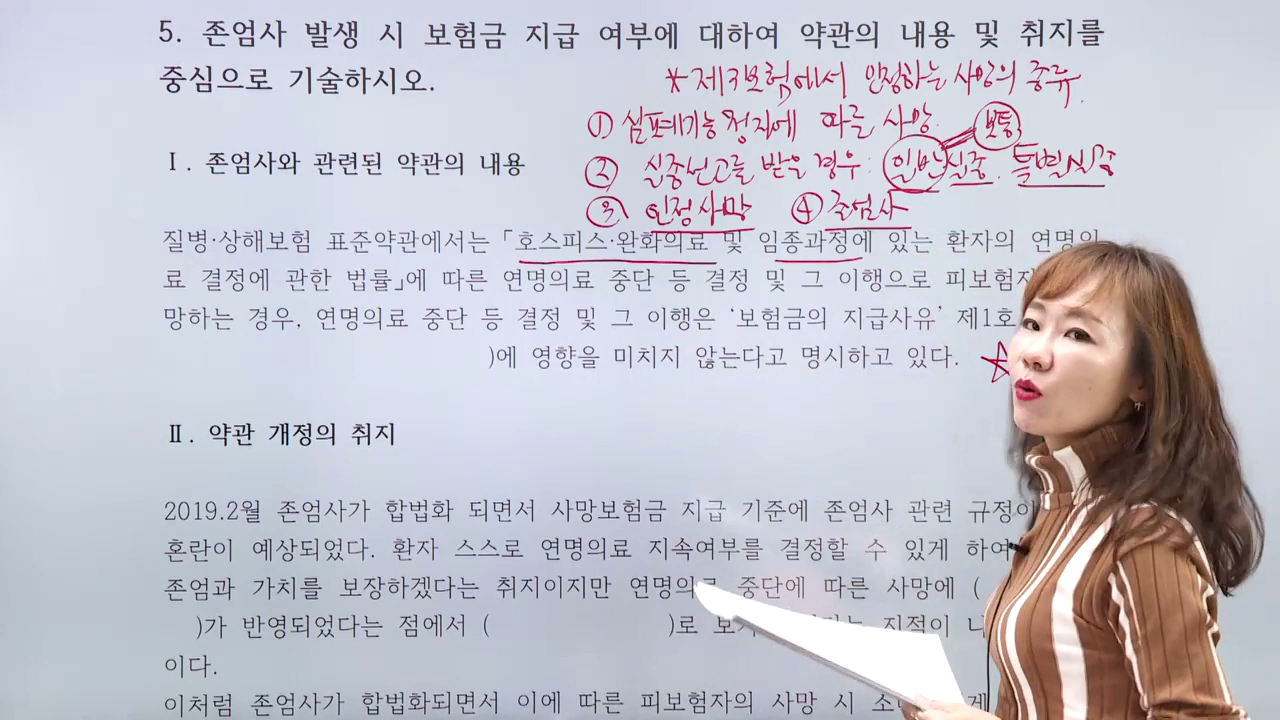 5. 존엄사 발생 시 보험금 지급 여부에 대하여 약관의 내용 및 취지를
중심으로 기술하시오.
* 제3보험에서 인정하는 사망의 종류.
① 심폐기능정지에 따른 사망.
보통
② 실종선고를 받을 경우: 일반실종. 특별실종
③ 인정사망 ④ 존엄사
Ⅰ. 존엄사와 관련된 약관의 내용
질병·상해보험 표준약관에서는 「호스피스·완화의료 및 임종과정에 있는 환자의 연명의
료 결정에 관한 법률」에 따른 연명의료 중단 등 결정 및 그 이행으로 피보험자
망하는 경우, 연명의료 중단 등 결정 및 그 이행은 ‘보험금의 지급사유’ 제1호
)에 영향을 미치지 않는다고 명시하고 있다.
Ⅱ. 약관 개정의 취지
2019.2월 존엄사가 합법화 되면서 사망보험금 지급 기준에 존엄사 관련 규정이
혼란이 예상되었다. 환자 스스로 연명의료 지속여부를 결정할 수 있게 하여
존엄과 가치를 보장하겠다는 취지이지만 연명의료 중단에 따른 사망에 (
)가 반영되었다는 점에서 ( )로 지적이
이다.
이처럼 존엄사가 합법화되면서 이에 따른 피보험자의 사망 시